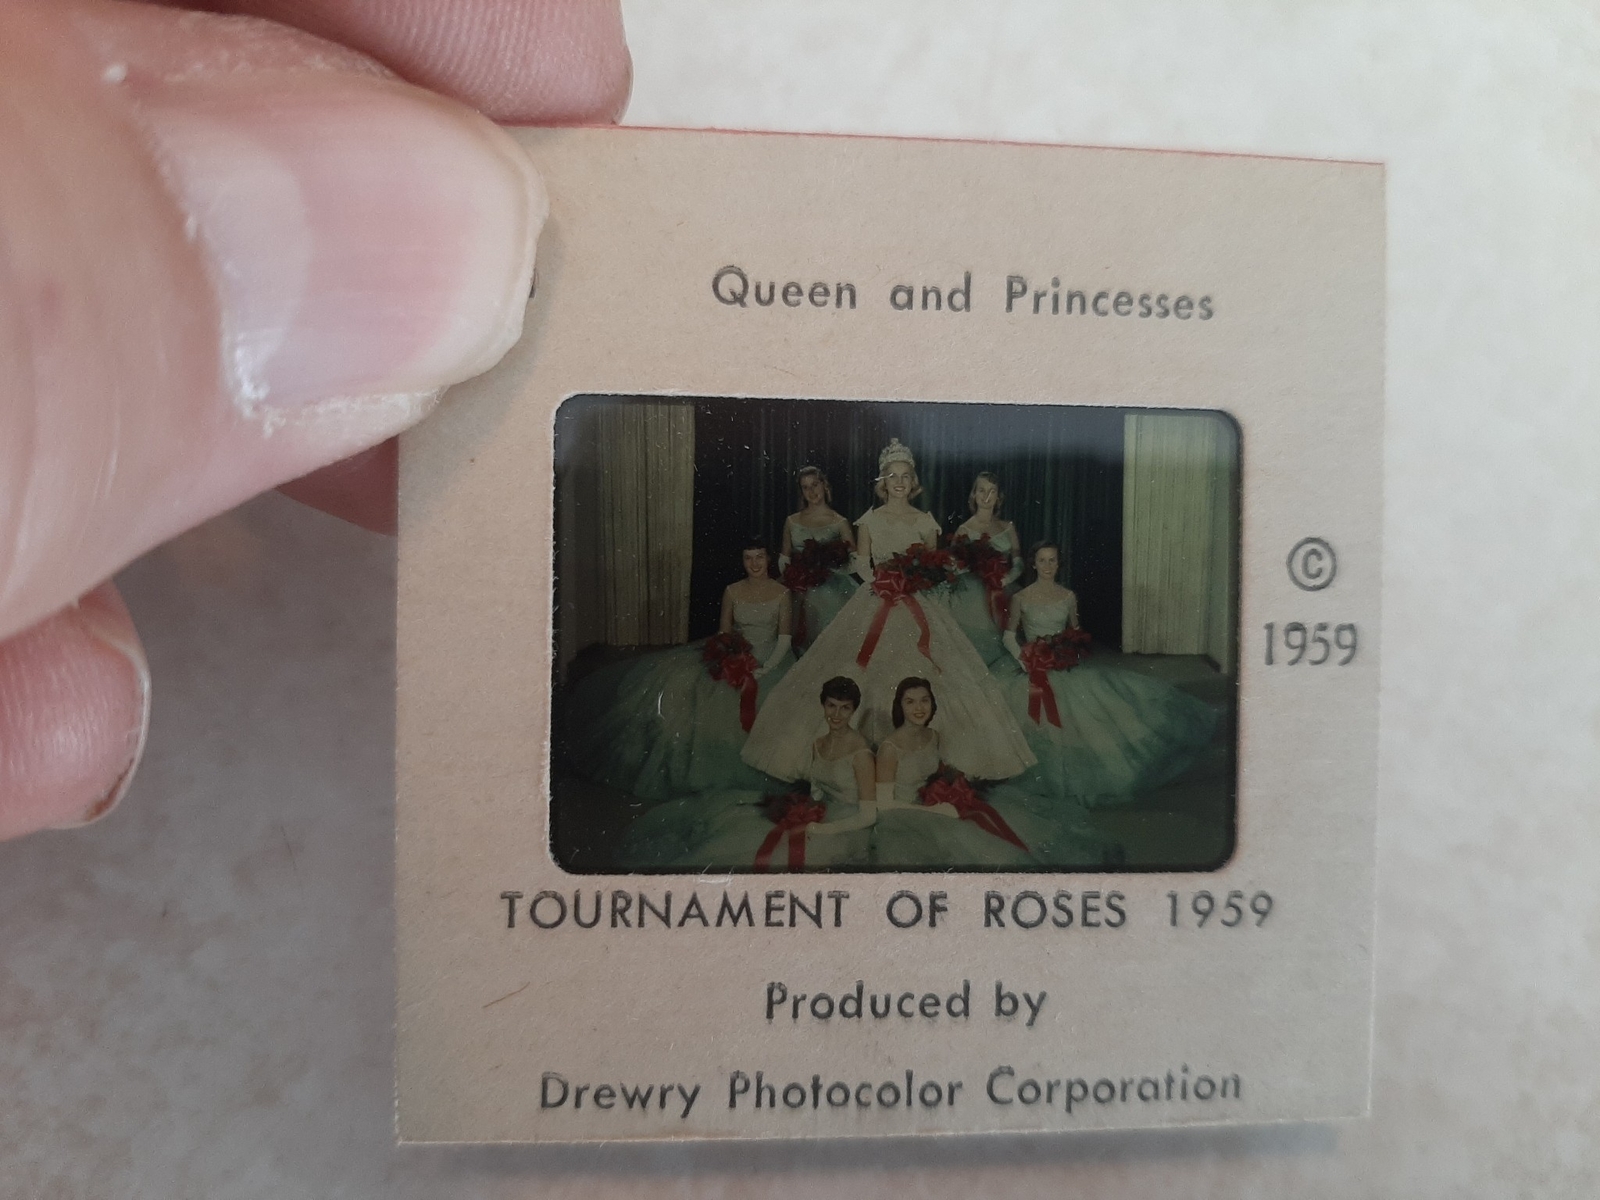 Queen and Princesses
©
1959
TOURNAMENT OF ROSES 1959
Produced by
Drewry Photocolor Corporation